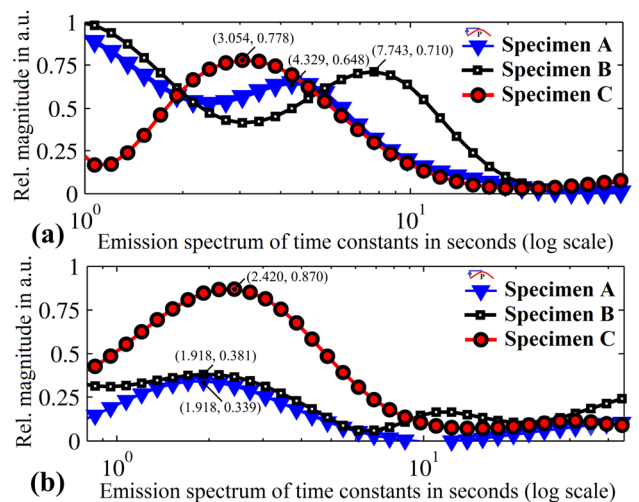 (3.054, 0.778)
(4.329, 0.648)
(7.743, 0.710)
P
Specimen A
Specimen B
Specimen C
Rel. magnitude in a.u.
1
0.75
0.5
0.25
0
10^0
10^1
(a)
Emission spectrum of time constants in seconds (log scale)
(2.420, 0.870)
P
Specimen A
Specimen B
Specimen C
(1.918, 0.381)
(1.918, 0.339)
Rel. magnitude in a.u.
1
0.75
0.5
0.25
0
10^0
10^1
(b)
Emission spectrum of time constants in seconds (log scale)